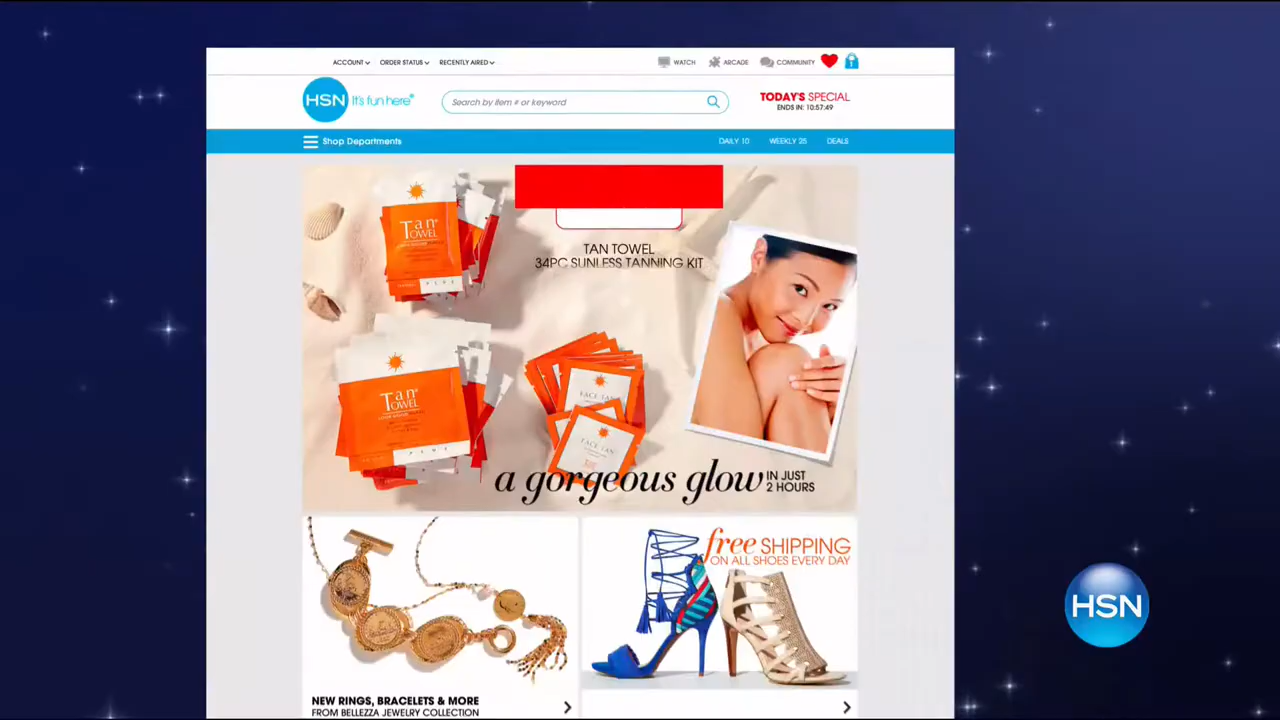 ACCOUNT ORDER STATUS RECENTLY AIRED WATCH ARCADE COMMUNITY
HSN It's fun here
Search by item # or keyword
TODAY'S SPECIAL
ENDS IN: 10:57:49
Shop Departments DAILY 10 WEEKLY 25 DEALS
TAN TOWEL
34PC SUNLESS TANNING KIT
Tan
TOWEL
Tan
TOWEL
FACE TAN
FACE TAN
a gorgeous glow IN JUST
2 HOURS
free SHIPPING
ON ALL SHOES EVERY DAY
HSN
NEW RINGS, BRACELETS & MORE
FROM BELLEZZA JEWELRY COLLECTION